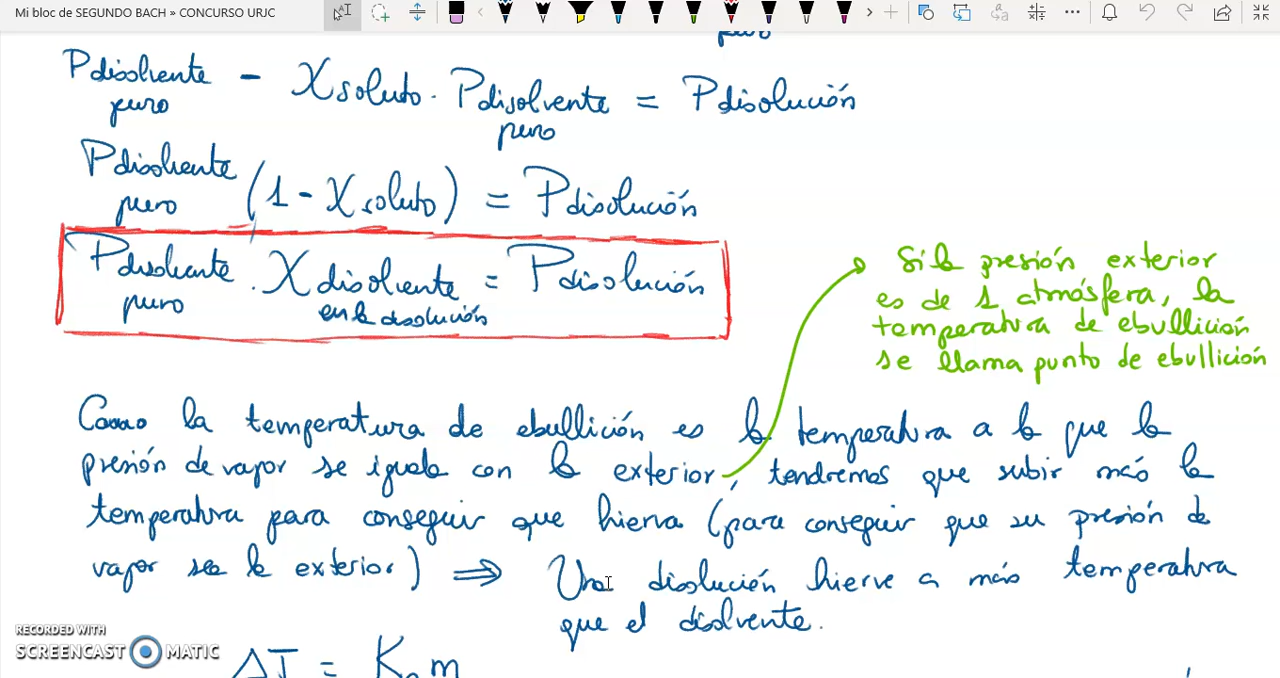 Mi bloc de SEGUNDO BACH » CONCURSO URJC
puro
Pdisolvente puro - Xsoluto · Pdisolvente puro = Pdisolución
Pdisolvente puro (1 - Xsoluto) = Pdisolución
Pdisolvente puro · Xdisolvente en la disolución = Pdisolución
Si la presión exterior
es de 1 atmósfera, la
temperatura de ebullición
se llama punto de ebullición
Como la temperatura de ebullición es la temperatura a la que la
presión de vapor se iguala con la exterior, tendremos que subir más la
temperatura para conseguir que hierva (para conseguir que su presión de
vapor sea la exterior) ⇒ Una disolución hierve a más temperatura
que el disolvente.
RECORDED WITH
SCREENCAST MATIC
ΔT = K m